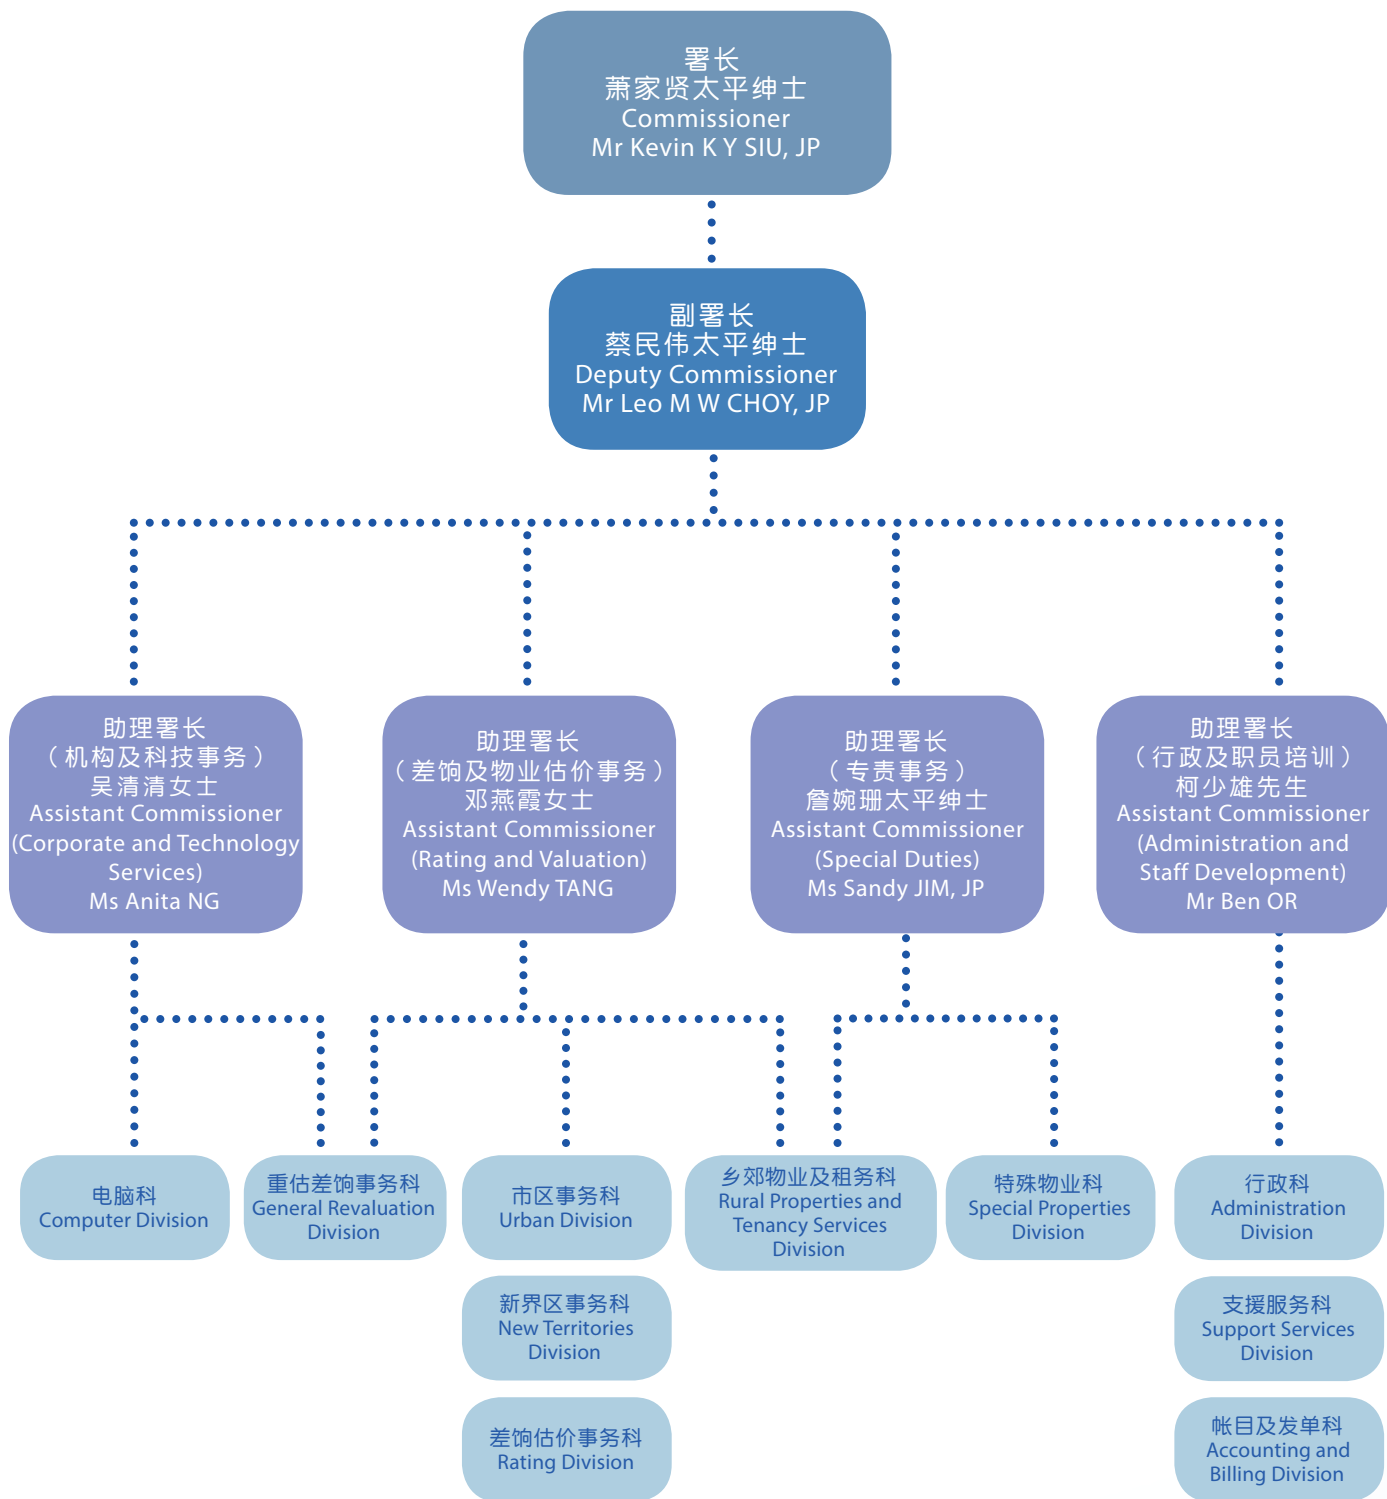 署长
萧家贤太平绅士
Commissioner
Mr Kevin K Y SIU, JP
副署长
蔡民伟太平绅士
Deputy Commissioner
Mr Leo M W CHOY, JP
助理署长
（机构及科技事务）
吴清清女士
Assistant Commissioner
(Corporate and Technology
Services)
Ms Anita NG
助理署长
（差饷及物业估价事务）
邓燕霞女士
Assistant Commissioner
(Rating and Valuation)
Ms Wendy TANG
助理署长
（专责事务）
詹婉珊太平绅士
Assistant Commissioner
(Special Duties)
Ms Sandy JIM, JP
助理署长
（行政及职员培训）
柯少雄先生
Assistant Commissioner
(Administration and
Staff Development)
Mr Ben OR
电脑科
Computer Division
重估差饷事务科
General Revaluation
Division
市区事务科
Urban Division
乡郊物业及租务科
Rural Properties and
Tenancy Services
Division
特殊物业科
Special Properties
Division
行政科
Administration
Division
新界区事务科
New Territories
Division
支援服务科
Support Services
Division
差饷估价事务科
Rating Division
帐目及发单科
Accounting and
Billing Division